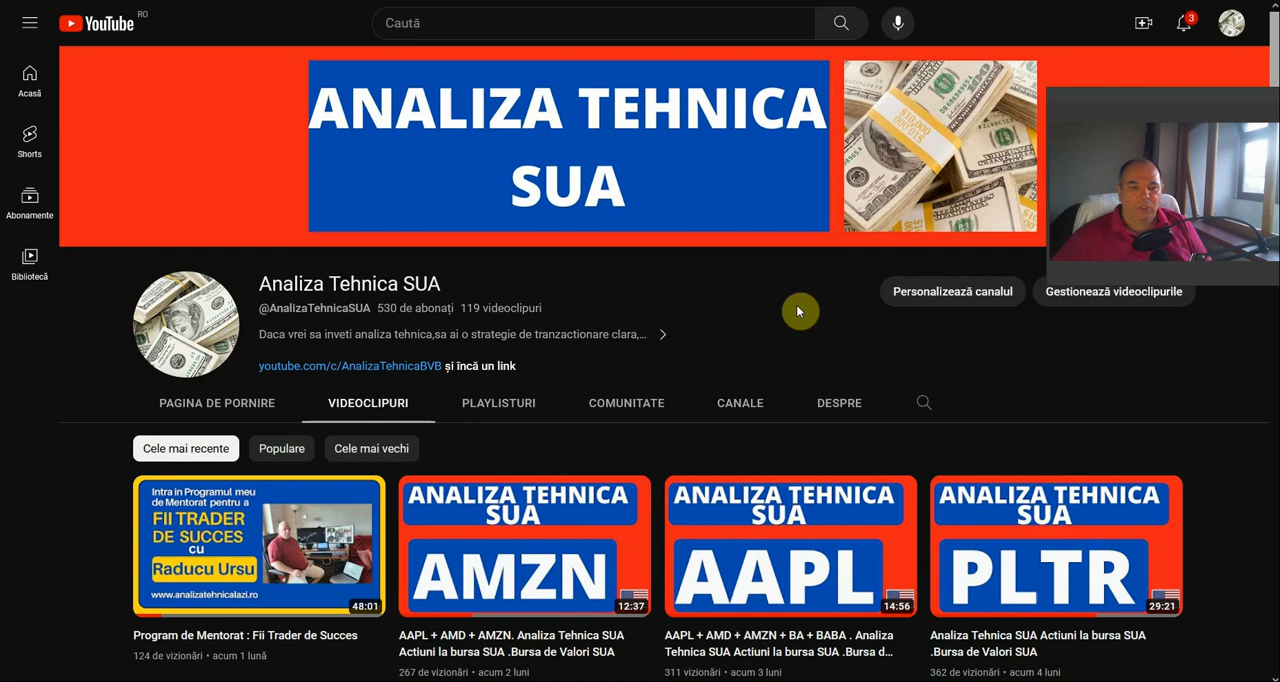 YouTube RO
Caută
3
Acasă
Shorts
Abonamente
Bibliotecă
ANALIZA TEHNICA
SUA
$10,000
Analiza Tehnica SUA
@AnalizaTehnicaSUA 530 de abonați 119 videoclipuri
Daca vrei sa inveti analiza tehnica,sa ai o strategie de tranzactionare clara,...
youtube.com/c/AnalizaTehnicaBVB și încă un link
Personalizează canalul
Gestionează videoclipurile
PAGINA DE PORNIRE
VIDEOCLIPURI
PLAYLISTURI
COMUNITATE
CANALE
DESPRE
Cele mai recente
Populare
Cele mai vechi
Intra in Programul meu
de Mentorat pentru a
FII TRADER
DE SUCCES
cu
Raducu Ursu
www.analizatehnicalazi.ro
48:01
Program de Mentorat : Fii Trader de Succes
124 de vizionări • acum 1 lună
ANALIZA TEHNICA
SUA
AMZN
12:37
AAPL + AMD + AMZN. Analiza Tehnica SUA
Actiuni la bursa SUA .Bursa de Valori SUA
267 de vizionări • acum 2 luni
ANALIZA TEHNICA
SUA
AAPL
14:56
AAPL + AMD + AMZN + BA + BABA . Analiza
Tehnica SUA Actiuni la bursa SUA .Bursa d...
311 vizionări • acum 3 luni
ANALIZA TEHNICA
SUA
PLTR
29:21
Analiza Tehnica SUA Actiuni la bursa SUA
.Bursa de Valori SUA
362 de vizionări • acum 4 luni